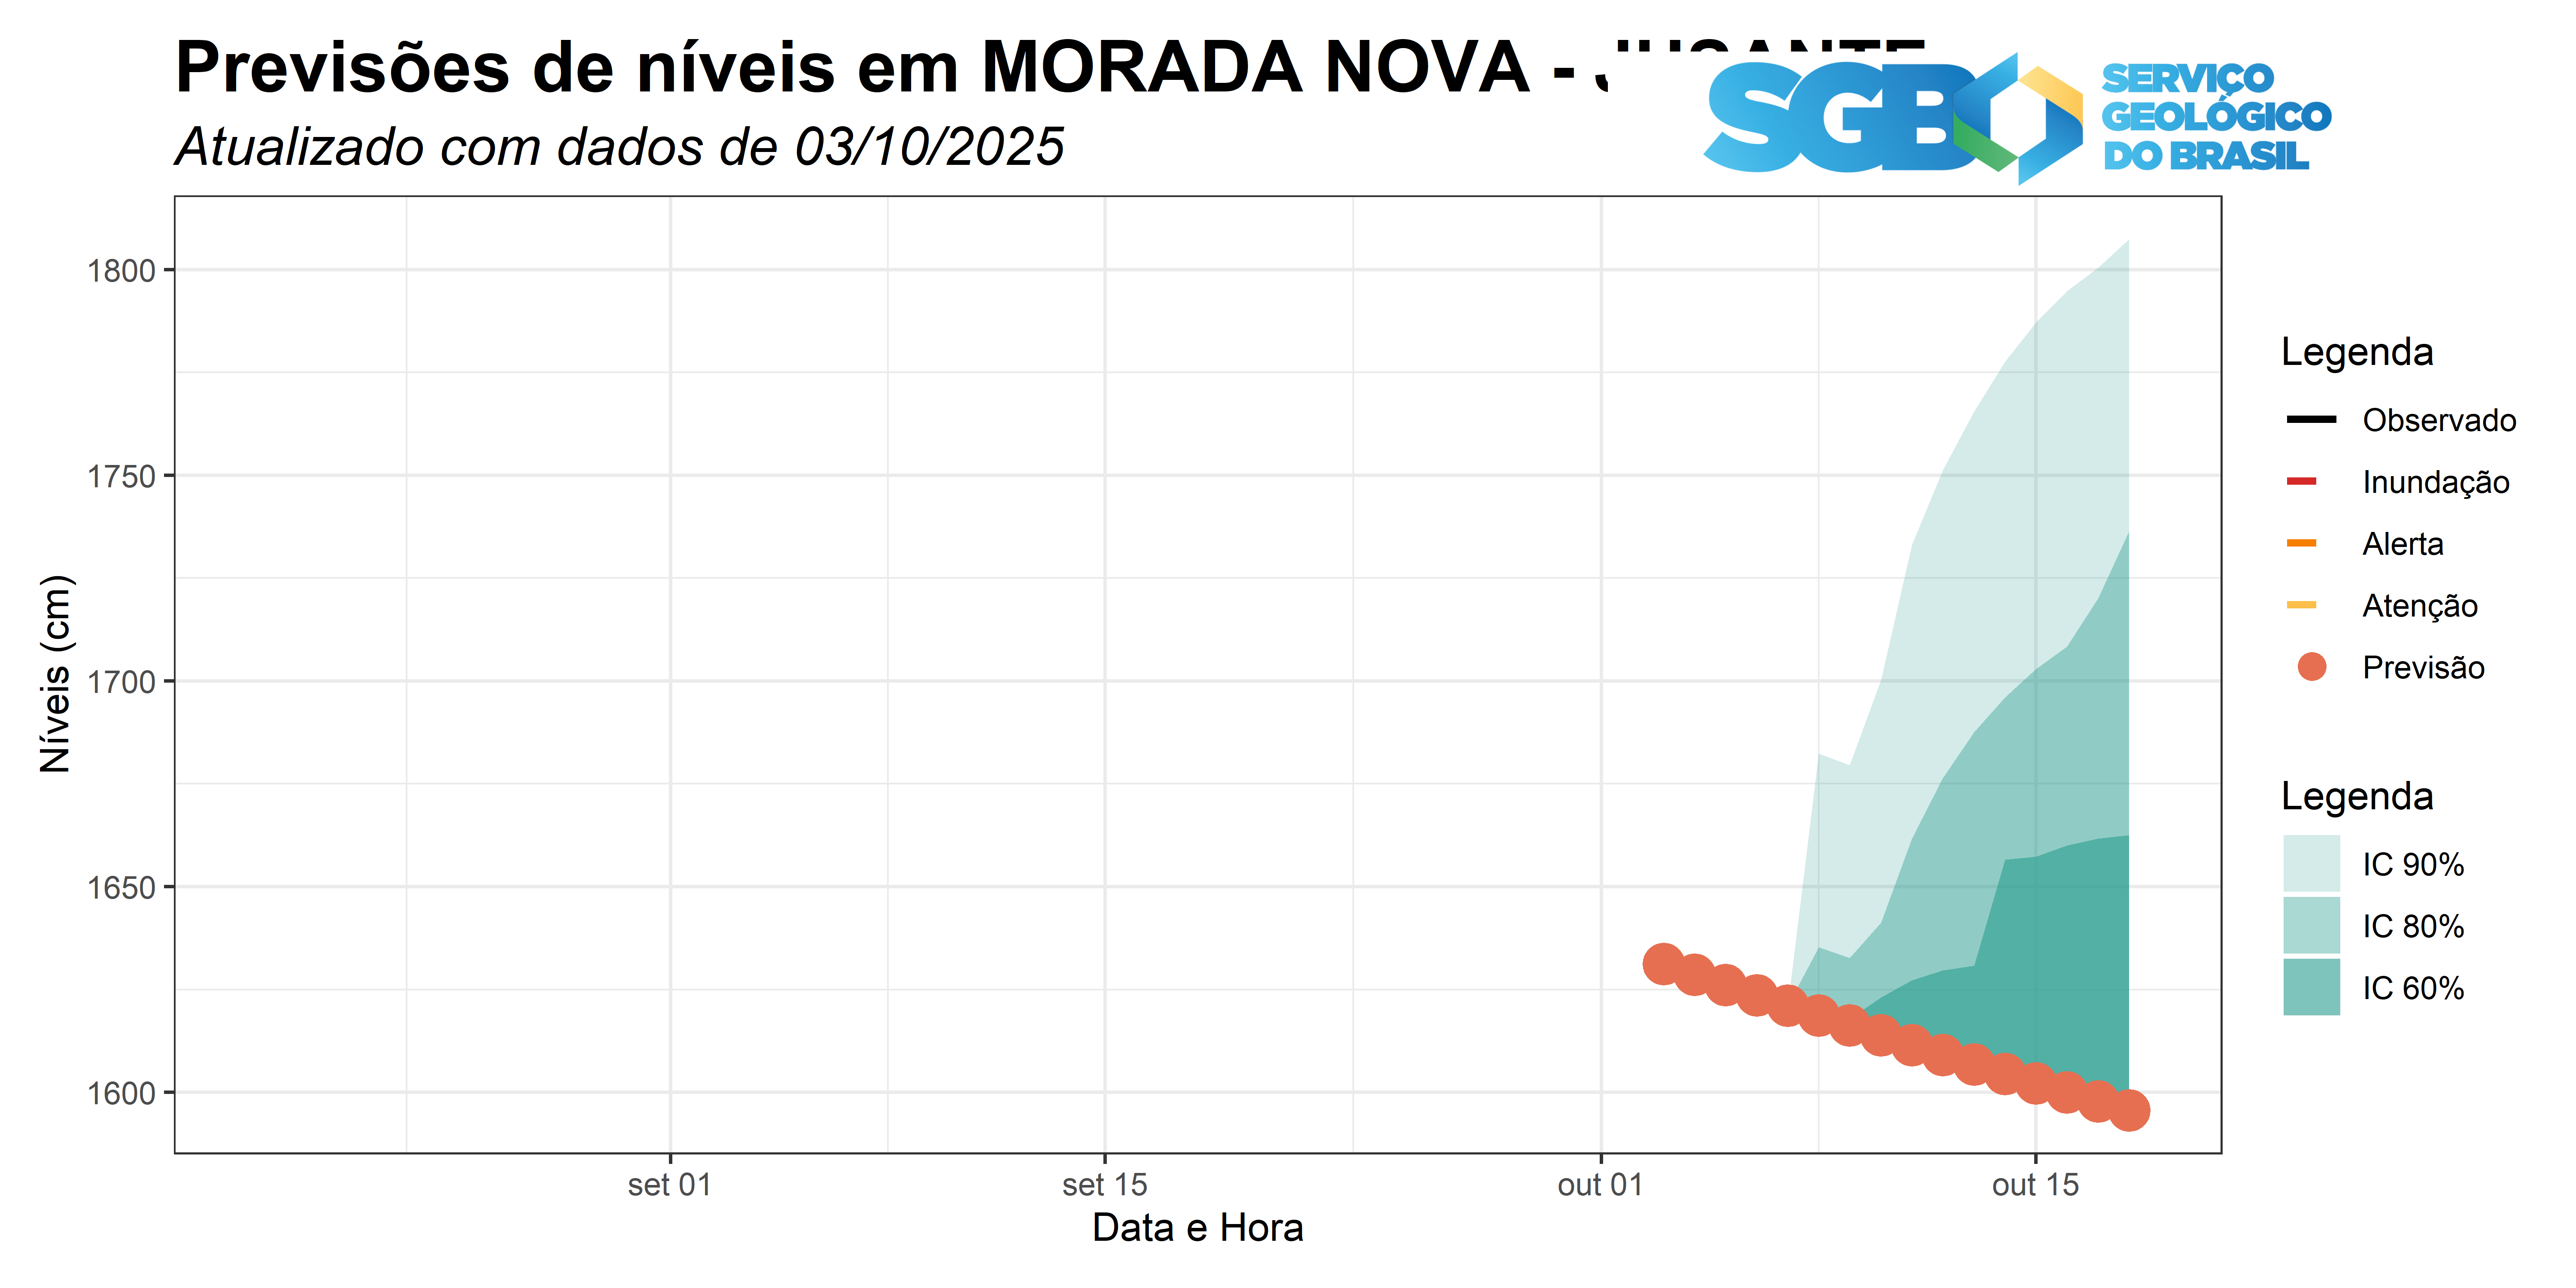 Previsões de níveis em MORADA NOVA -
Atualizado com dados de 03/10/2025
SGB
SERVIÇO
GEOLÓGICO
DO BRASIL
Níveis (cm)
1800
1750
1700
1650
1600
set 01
set 15
out 01
out 15
Data e Hora
Legenda
Observado
Inundação
Alerta
Atenção
Previsão
Legenda
IC 90%
IC 80%
IC 60%